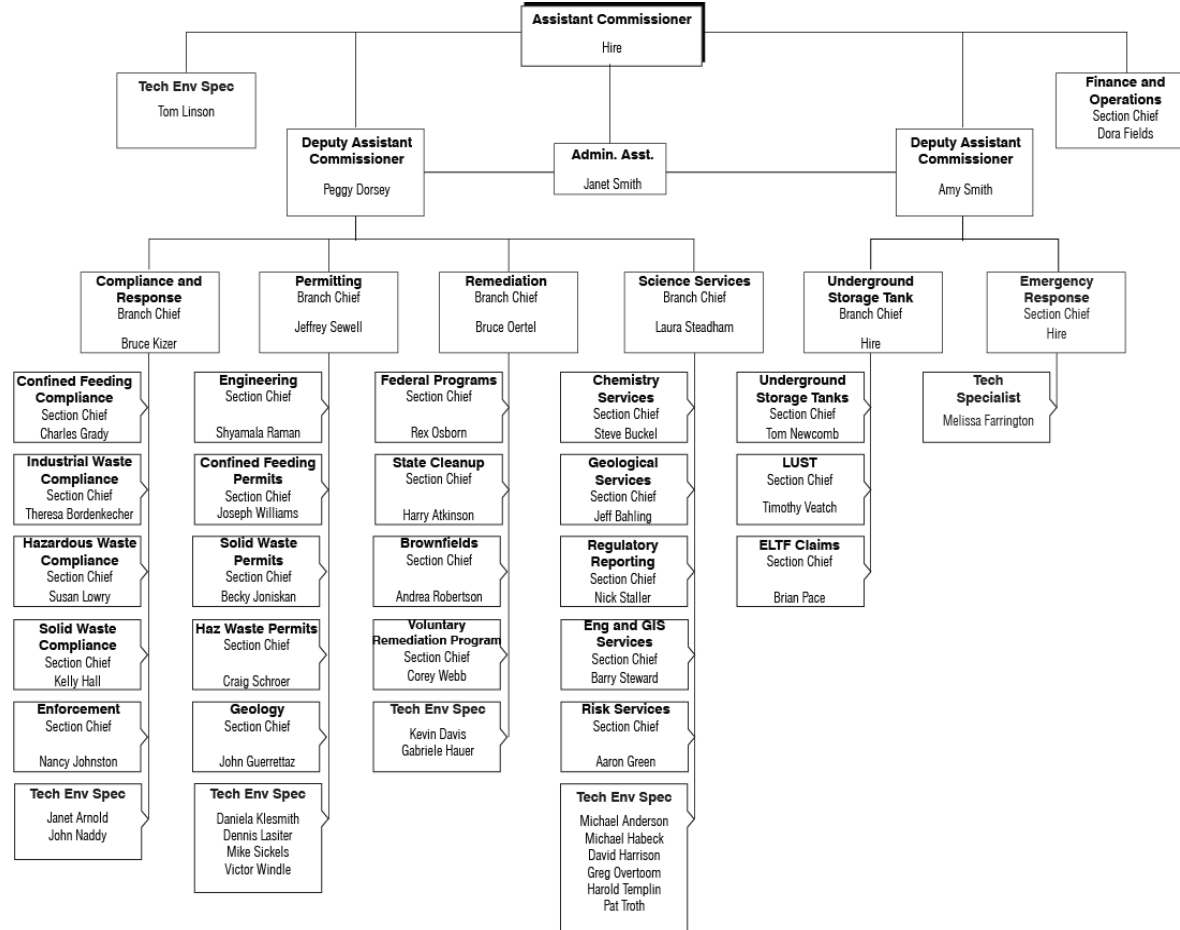 Assistant Commissioner
Hire
Tech Env Spec
Tom Linson
Finance and
Operations
Section Chief
Dora Fields
Deputy Assistant
Commissioner
Peggy Dorsey
Admin. Asst.
Janet Smith
Deputy Assistant
Commissioner
Amy Smith
Compliance and
Response
Branch Chief
Bruce Kizer
Permitting
Branch Chief
Jeffrey Sewell
Remediation
Branch Chief
Bruce Oertel
Science Services
Branch Chief
Laura Steadham
Underground
Storage Tank
Branch Chief
Hire
Emergency
Response
Section Chief
Hire
Confined Feeding
Compliance
Section Chief
Charles Grady
Industrial Waste
Compliance
Section Chief
Theresa Bordenkecher
Hazardous Waste
Compliance
Section Chief
Susan Lowry
Solid Waste
Compliance
Section Chief
Kelly Hall
Enforcement
Section Chief
Nancy Johnston
Tech Env Spec
Janet Arnold
John Naddy
Engineering
Section Chief
Shyamala Raman
Confined Feeding
Permits
Section Chief
Joseph Williams
Solid Waste
Permits
Section Chief
Becky Joniskan
Haz Waste Permits
Section Chief
Craig Schroer
Geology
Section Chief
John Guerrettaz
Tech Env Spec
Daniela Klesmith
Dennis Lasiter
Mike Sickels
Victor Windle
Federal Programs
Section Chief
Rex Osborn
State Cleanup
Section Chief
Harry Atkinson
Brownfields
Section Chief
Andrea Robertson
Voluntary
Remediation Program
Section Chief
Corey Webb
Tech Env Spec
Kevin Davis
Gabriele Hauer
Chemistry
Services
Section Chief
Steve Buckel
Geological
Services
Section Chief
Jeff Bahling
Regulatory
Reporting
Section Chief
Nick Staller
Eng and GIS
Services
Section Chief
Barry Steward
Risk Services
Section Chief
Aaron Green
Tech Env Spec
Michael Anderson
Michael Habeck
David Harrison
Greg Overtoom
Harold Templin
Pat Troth
Underground
Storage Tanks
Section Chief
Tom Newcomb
LUST
Section Chief
Timothy Veatch
ELTF Claims
Section Chief
Brian Pace
Tech
Specialist
Melissa Farrington